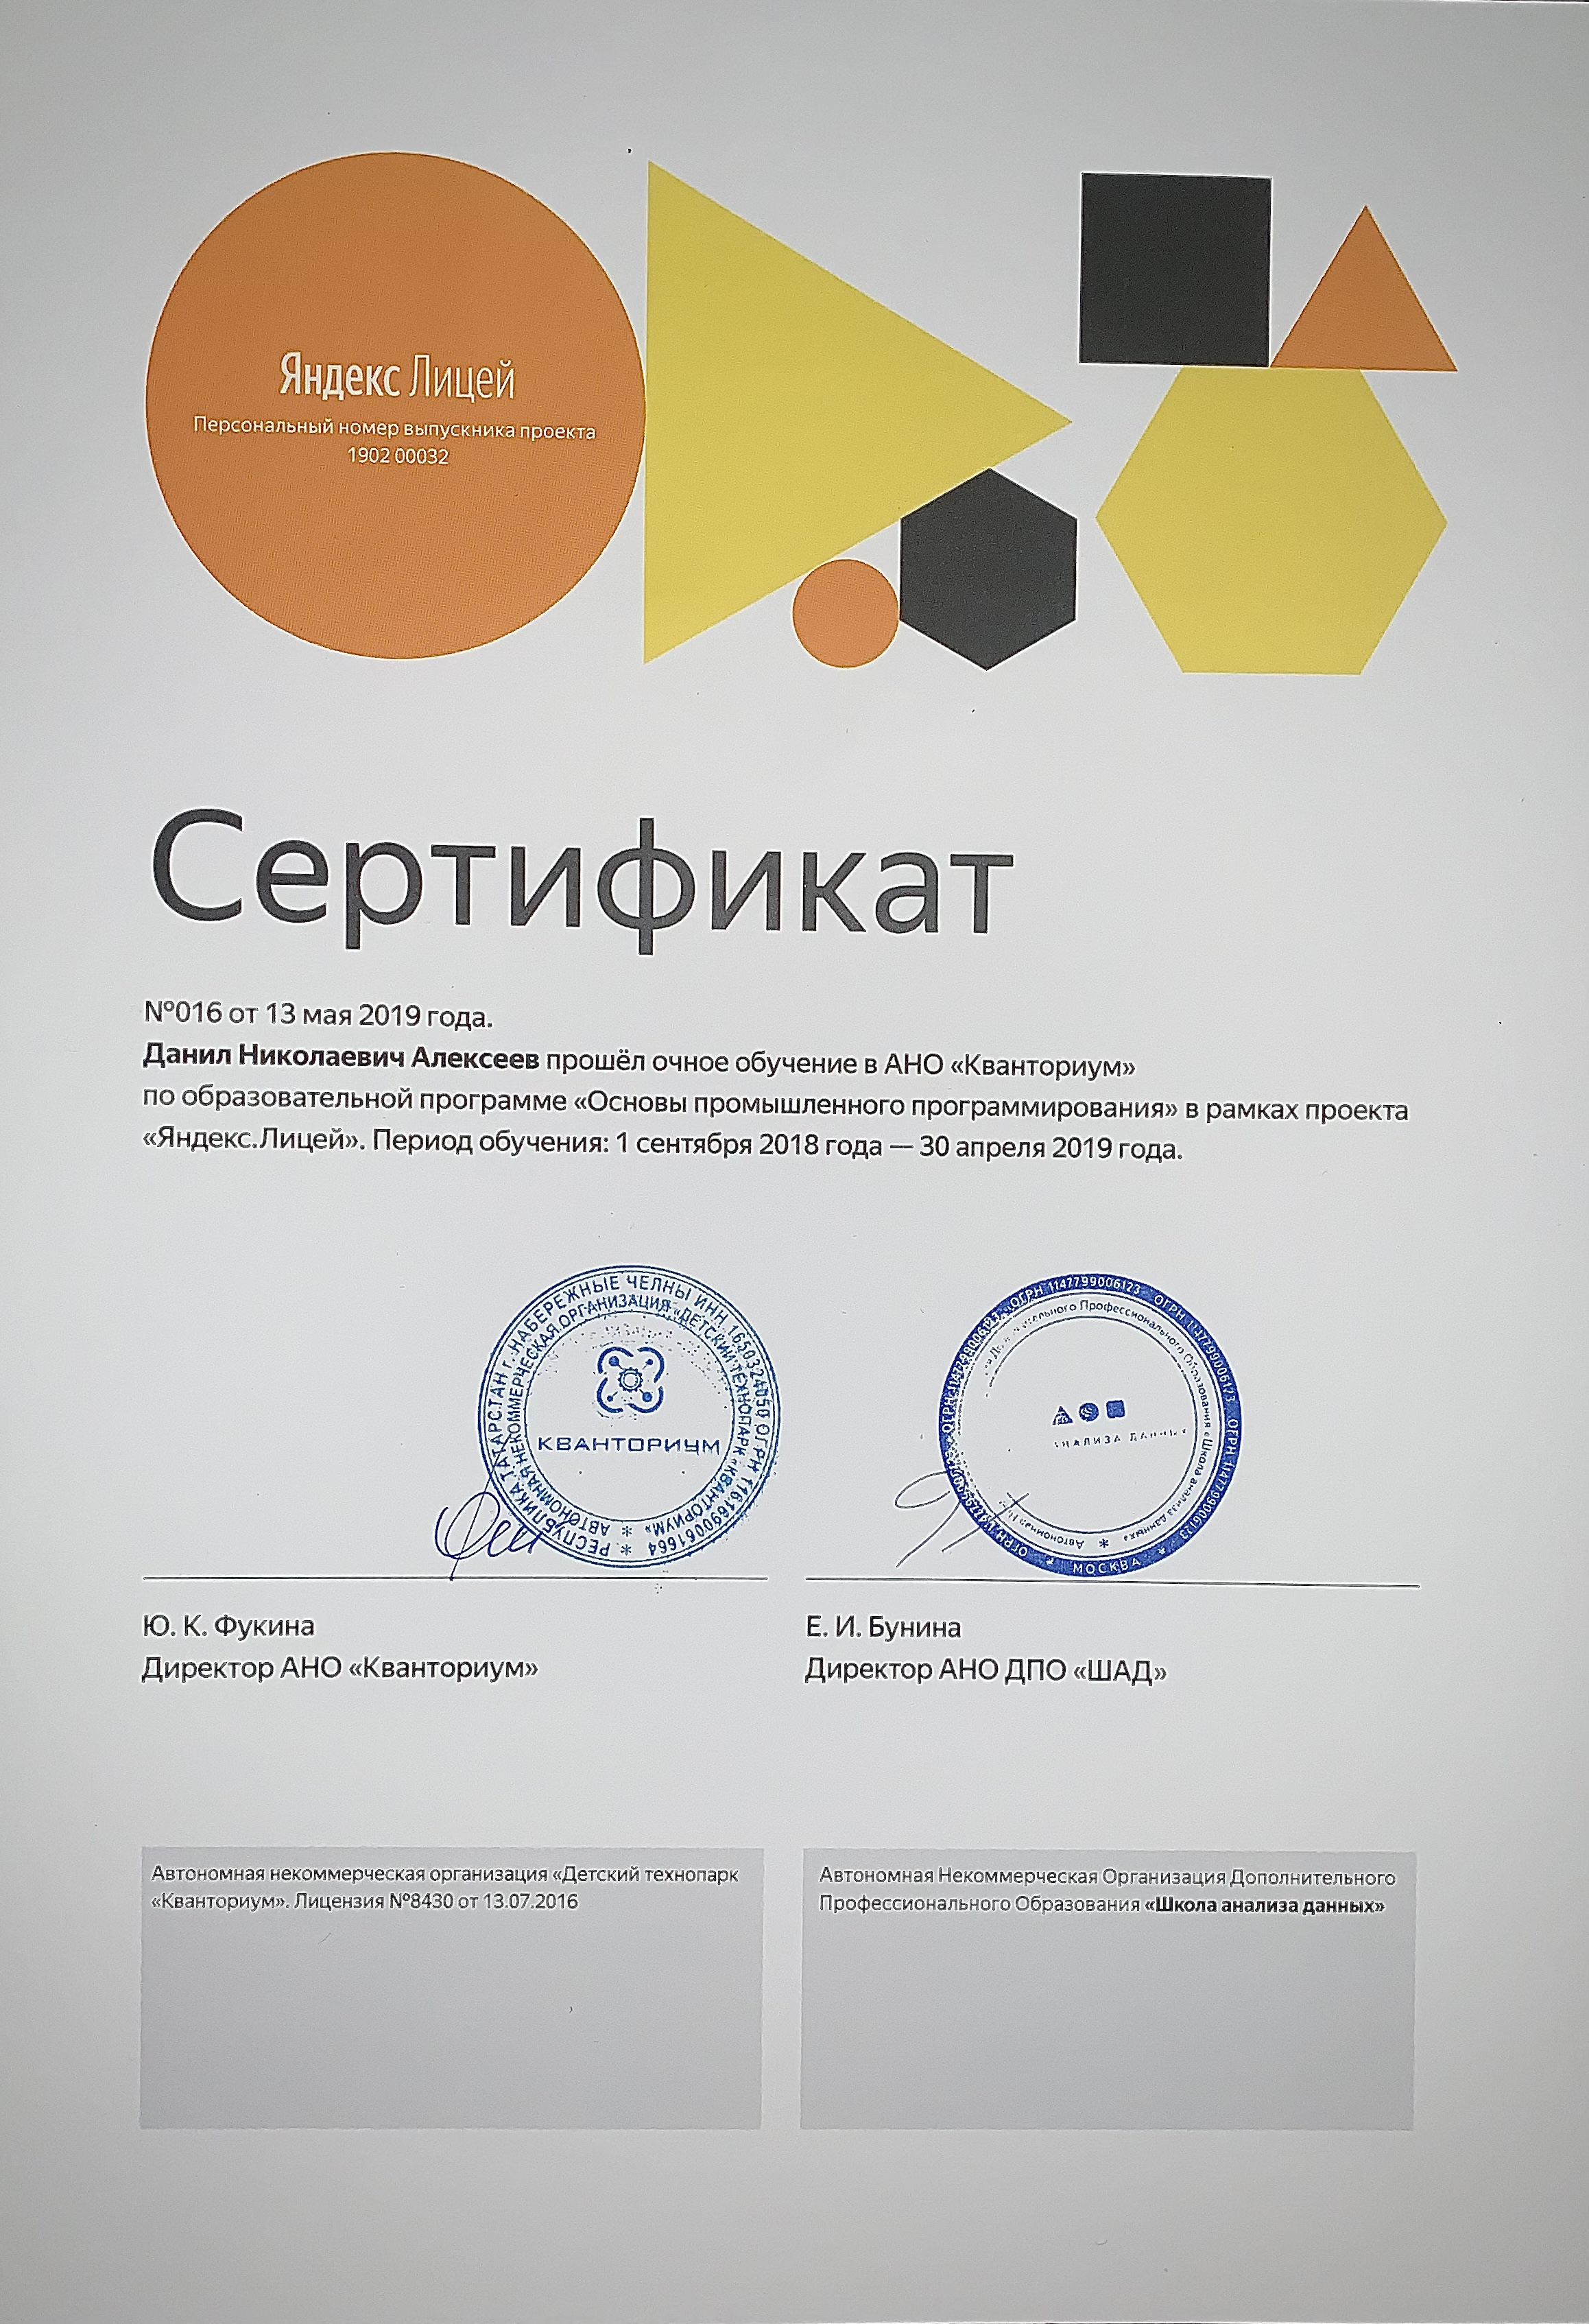 Яндекс Лицей
Персональный номер выпускника проекта
1902 00032
Сертификат
№016 от 13 мая 2019 года.
Данил Николаевич Алексеев прошёл очное обучение в АНО «Кванториум»
по образовательной программе «Основы промышленного программирования» в рамках проекта
«Яндекс.Лицей». Период обучения: 1 сентября 2018 года — 30 апреля 2019 года.
РЕСПУБЛИКА ТАТАРСТАН г. НАБЕРЕЖНЫЕ ЧЕЛНЫ ИНН 1650324050 ОГРН 1161690061664
АВТОНОМНАЯ НЕКОММЕРЧЕСКАЯ ОРГАНИЗАЦИЯ «ДЕТСКИЙ ТЕХНОПАРК «КВАНТОРИУМ»
КВАНТОРИУМ
ОГРН 1147799006123 ОГРН 1147799006123 ОГРН 1147799006123 ОГРН 1147799006123
МОСКВА
Профессионального Образования «Школа анализа данных»
Автономная
АНАЛИЗА ДАННЫХ
Ю. К. Фукина
Директор АНО «Кванториум»
Е. И. Бунина
Директор АНО ДПО «ШАД»
Автономная некоммерческая организация «Детский технопарк
«Кванториум». Лицензия №8430 от 13.07.2016
Автономная Некоммерческая Организация Дополнительного
Профессионального Образования «Школа анализа данных»